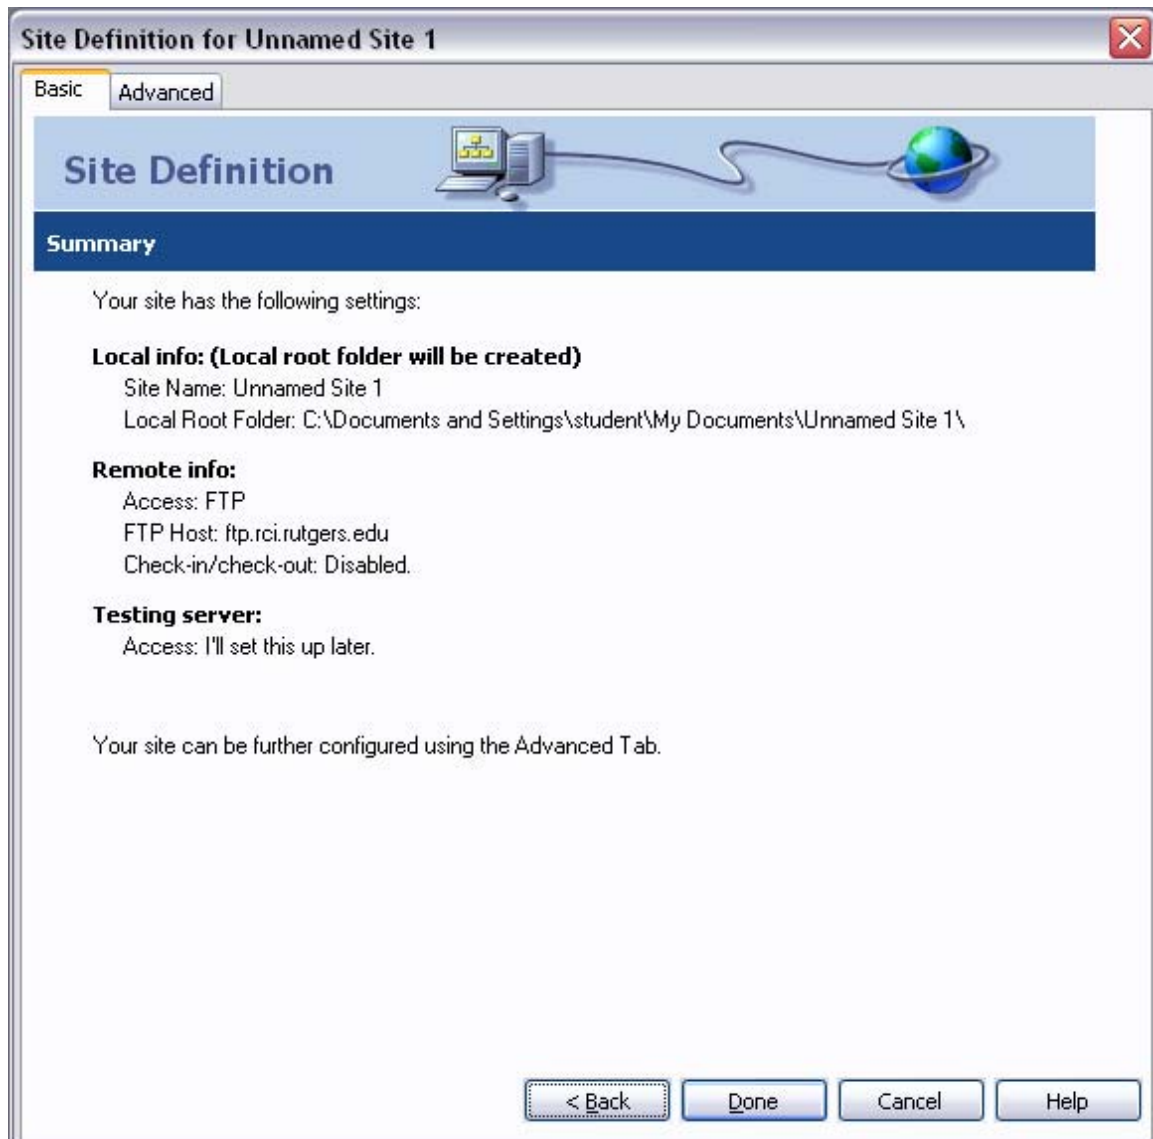 Site Definition for Unnamed Site 1
Basic
Advanced
Site Definition
Summary
Your site has the following settings:
Local info: (Local root folder will be created)
Site Name: Unnamed Site 1
Local Root Folder: C:\Documents and Settings\student\My Documents\Unnamed Site 1\
Remote info:
Access: FTP
FTP Host: ftp.rci.rutgers.edu
Check-in/check-out: Disabled.
Testing server:
Access: I'll set this up later.
Your site can be further configured using the Advanced Tab.
< Back
Done
Cancel
Help